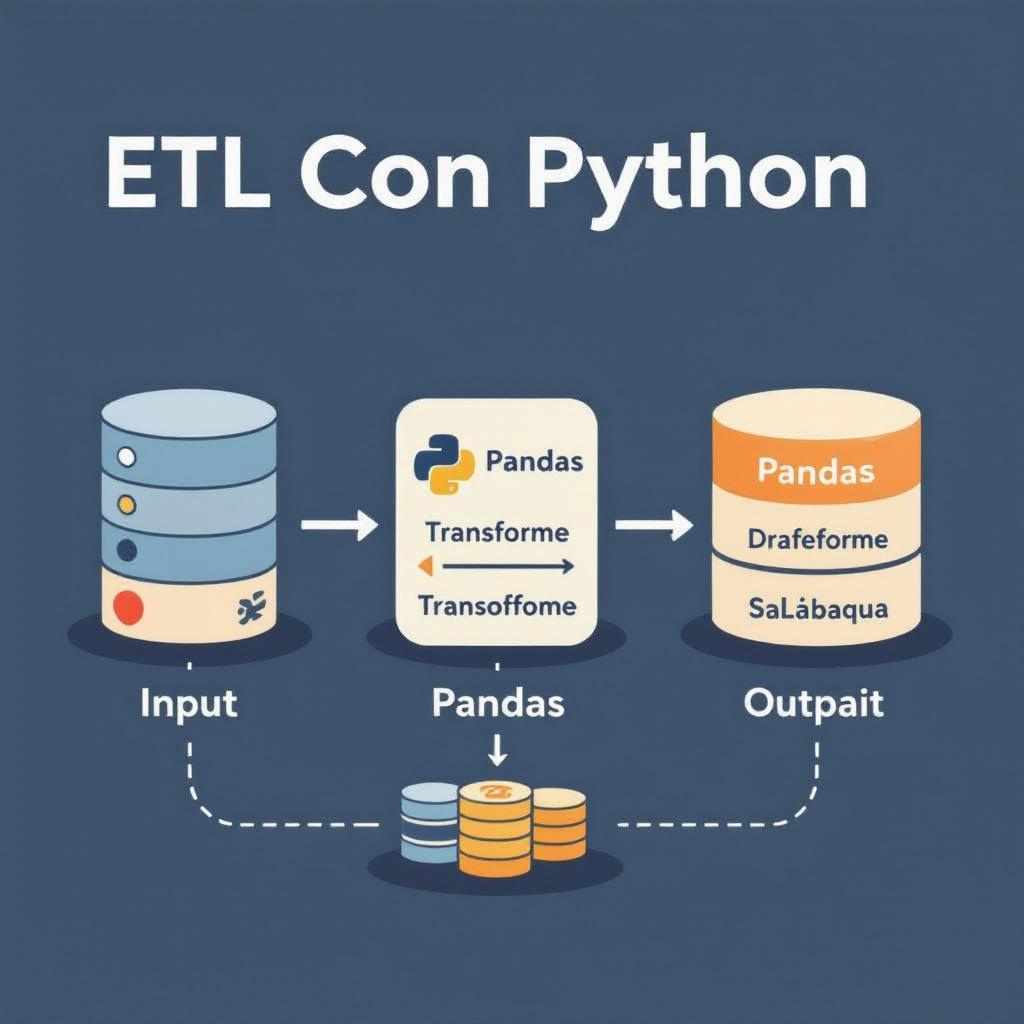 ETL Con Python
Pandas
Transforme
Transoffome
Pandas
Drafeforme
SaLábaqua
Input
Pandas
Outpait